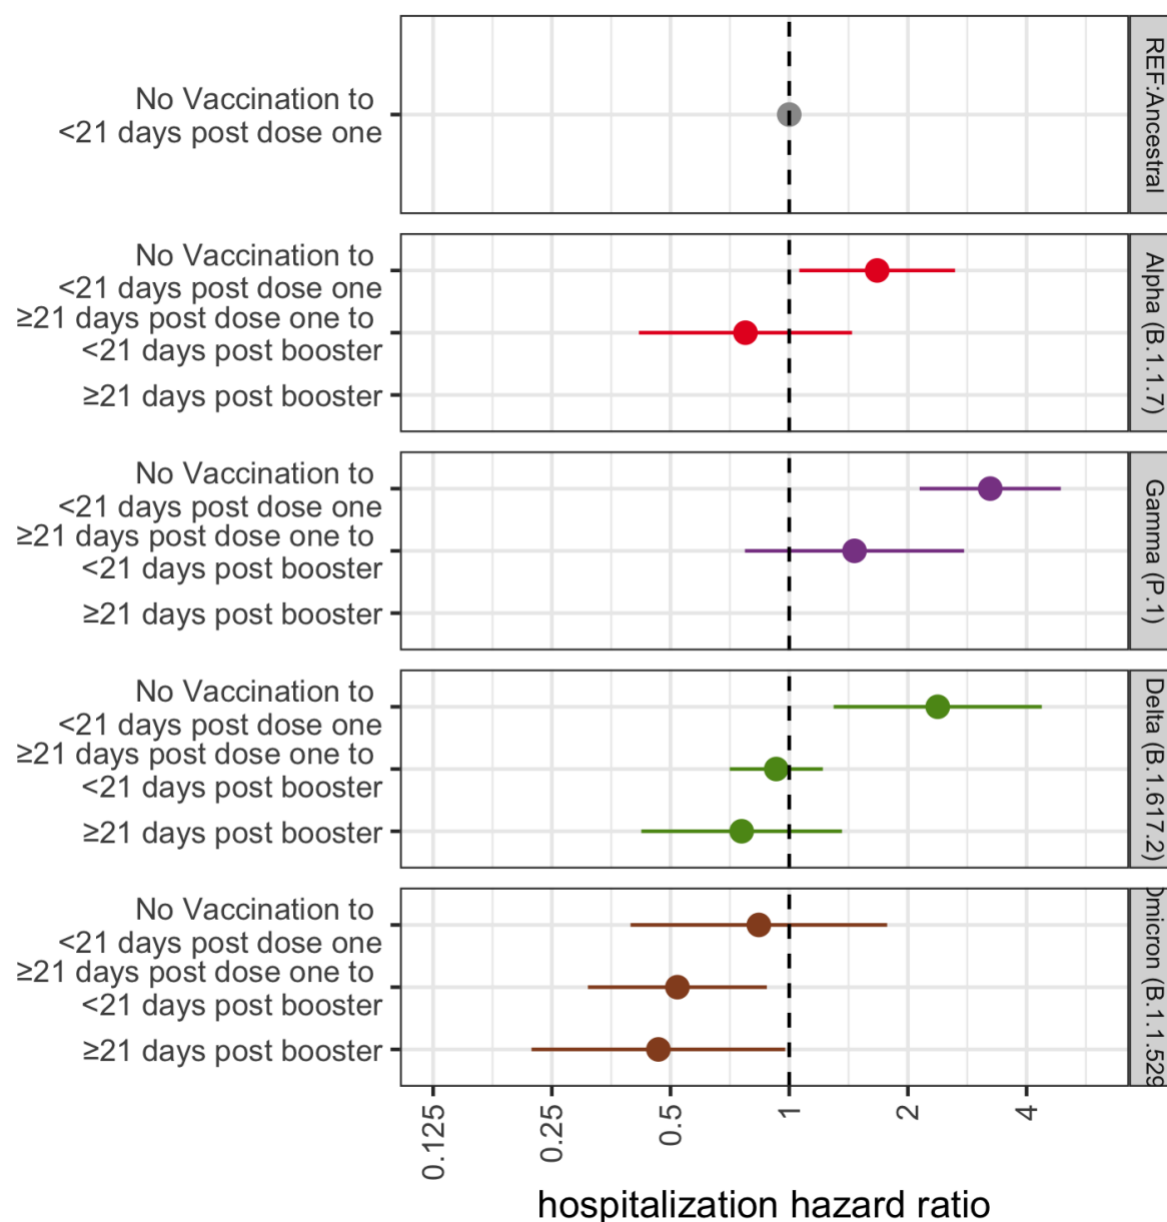 No Vaccination to
<21 days post dose one
REF:Ancestral
No Vaccination to
<21 days post dose one
≥21 days post dose one to
<21 days post booster
≥21 days post booster
Alpha (B.1.1.7)
No Vaccination to
<21 days post dose one
≥21 days post dose one to
<21 days post booster
≥21 days post booster
Gamma (P.1)
No Vaccination to
<21 days post dose one
≥21 days post dose one to
<21 days post booster
≥21 days post booster
Delta (B.1.617.2)
No Vaccination to
<21 days post dose one
≥21 days post dose one to
<21 days post booster
≥21 days post booster
Omicron (B.1.1.529
0.125
0.25
0.5
1
2
4
hospitalization hazard ratio